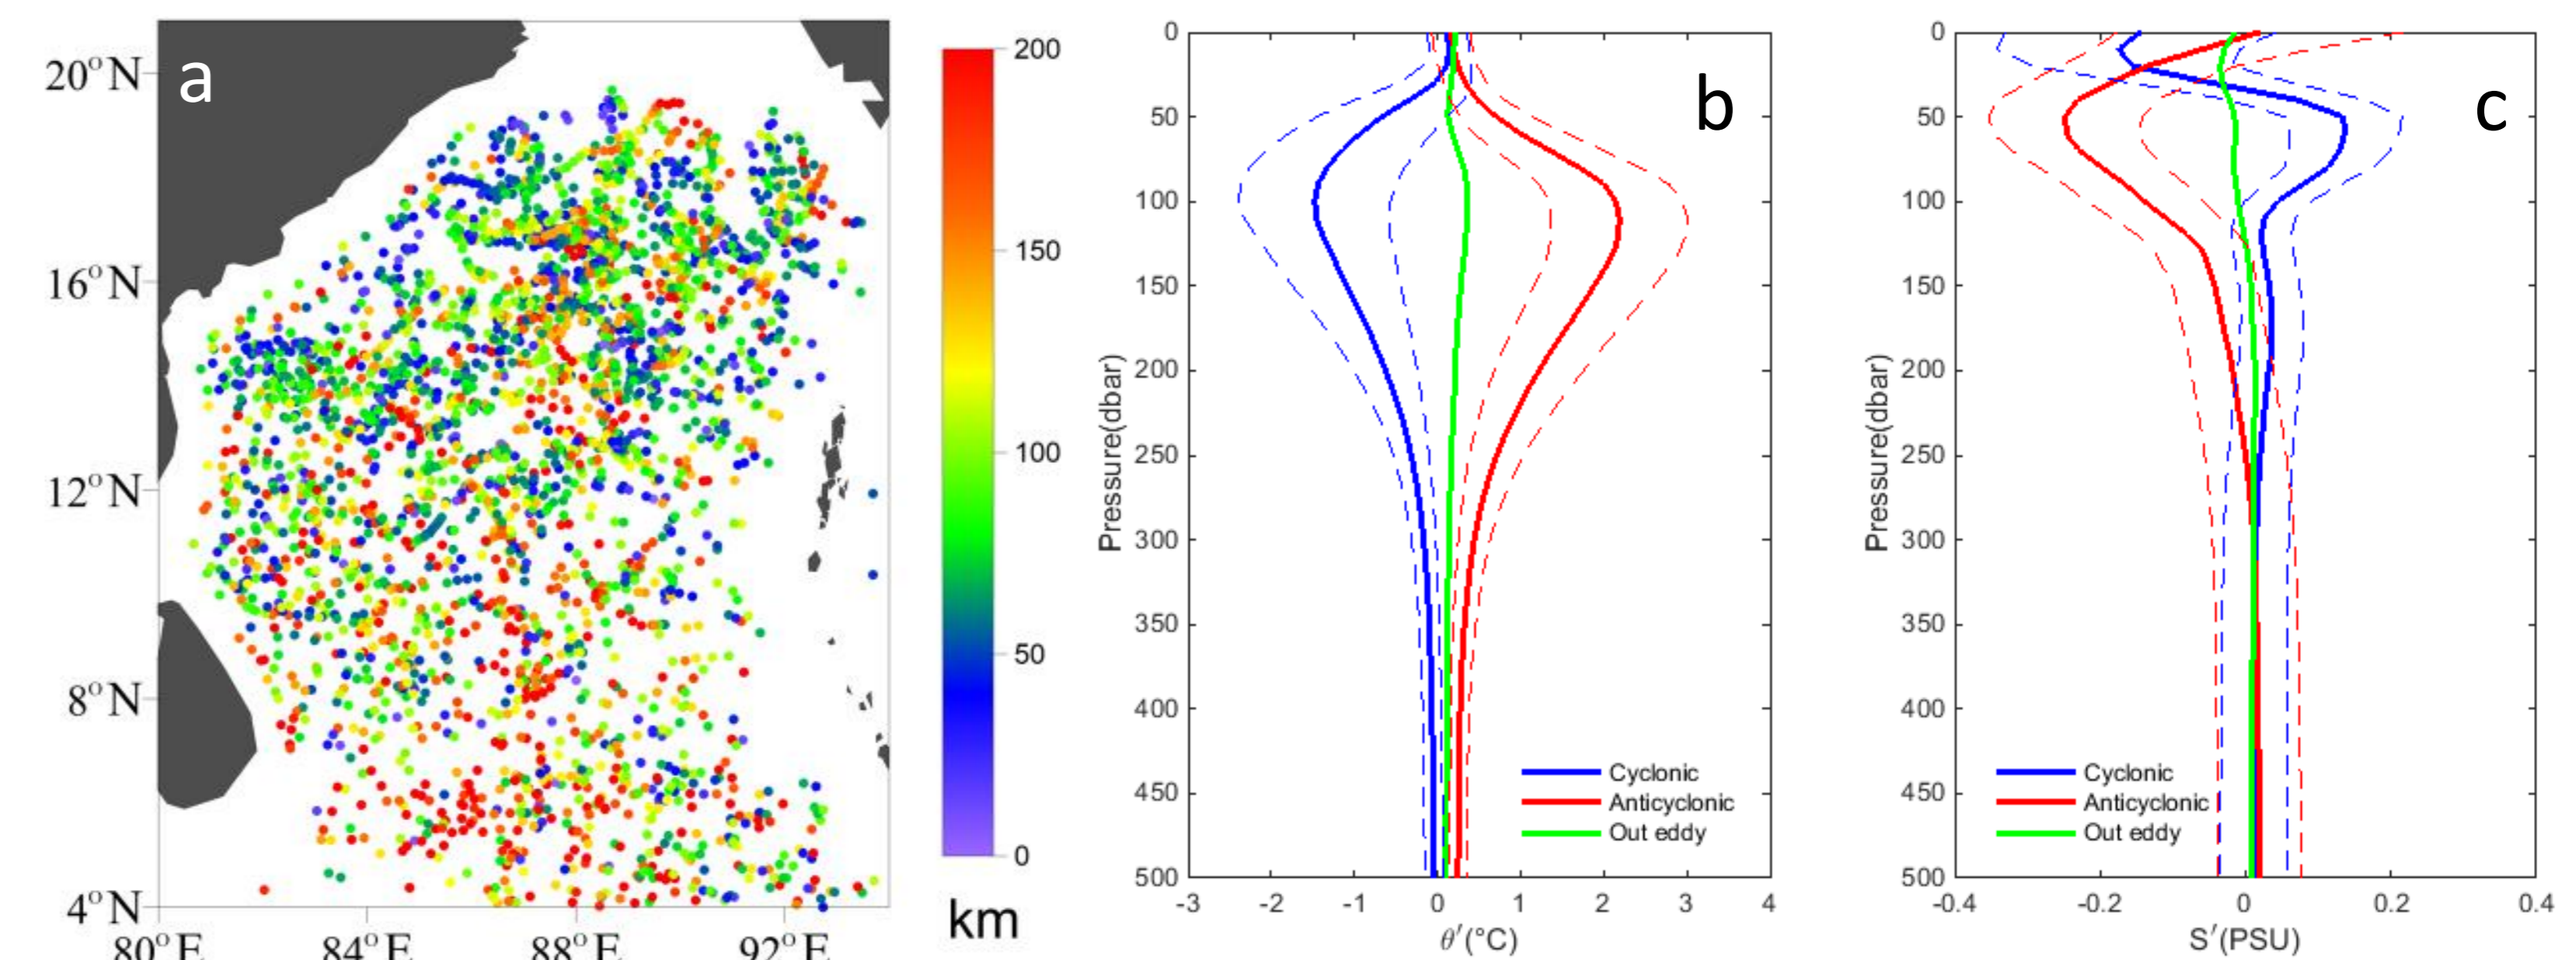 a
20°N
16°N
12°N
8°N
4°N
80°E 84°E 88°E 92°E
200
150
100
50
0
km
b
0
50
100
150
200
250
300
350
400
450
500
Pressure(dbar)
Cyclonic
Anticyclonic
Out eddy
-3 -2 -1 0 1 2 3 4
θ′(°C)
c
0
50
100
150
200
250
300
350
400
450
500
Pressure(dbar)
Cyclonic
Anticyclonic
Out eddy
-0.4 -0.2 0 0.2 0.4
S′(PSU)